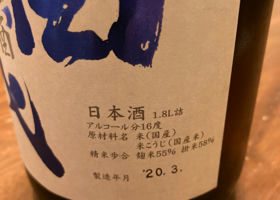 日本酒 1.8L詰
アルコール分16度
原材料名 米(国産)
米こうじ(国産米)
精米歩合 麹米55% 掛米58%
製造年月 '20.3.
酒